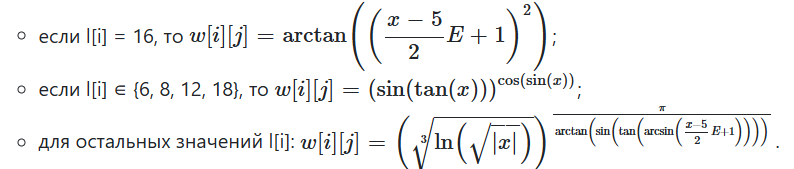 если l[i] = 16, то w[i][j] = arctan(((x − 5)/2 E + 1)^2);
если l[i] ∈ {6, 8, 12, 18}, то w[i][j] = (sin(tan(x)))^cos(sin(x));
для остальных значений l[i]: w[i][j] = (∛(ln(√|x|)))^(π/arctan(sin(tan(arcsin((x−5)/2 E+1))))).